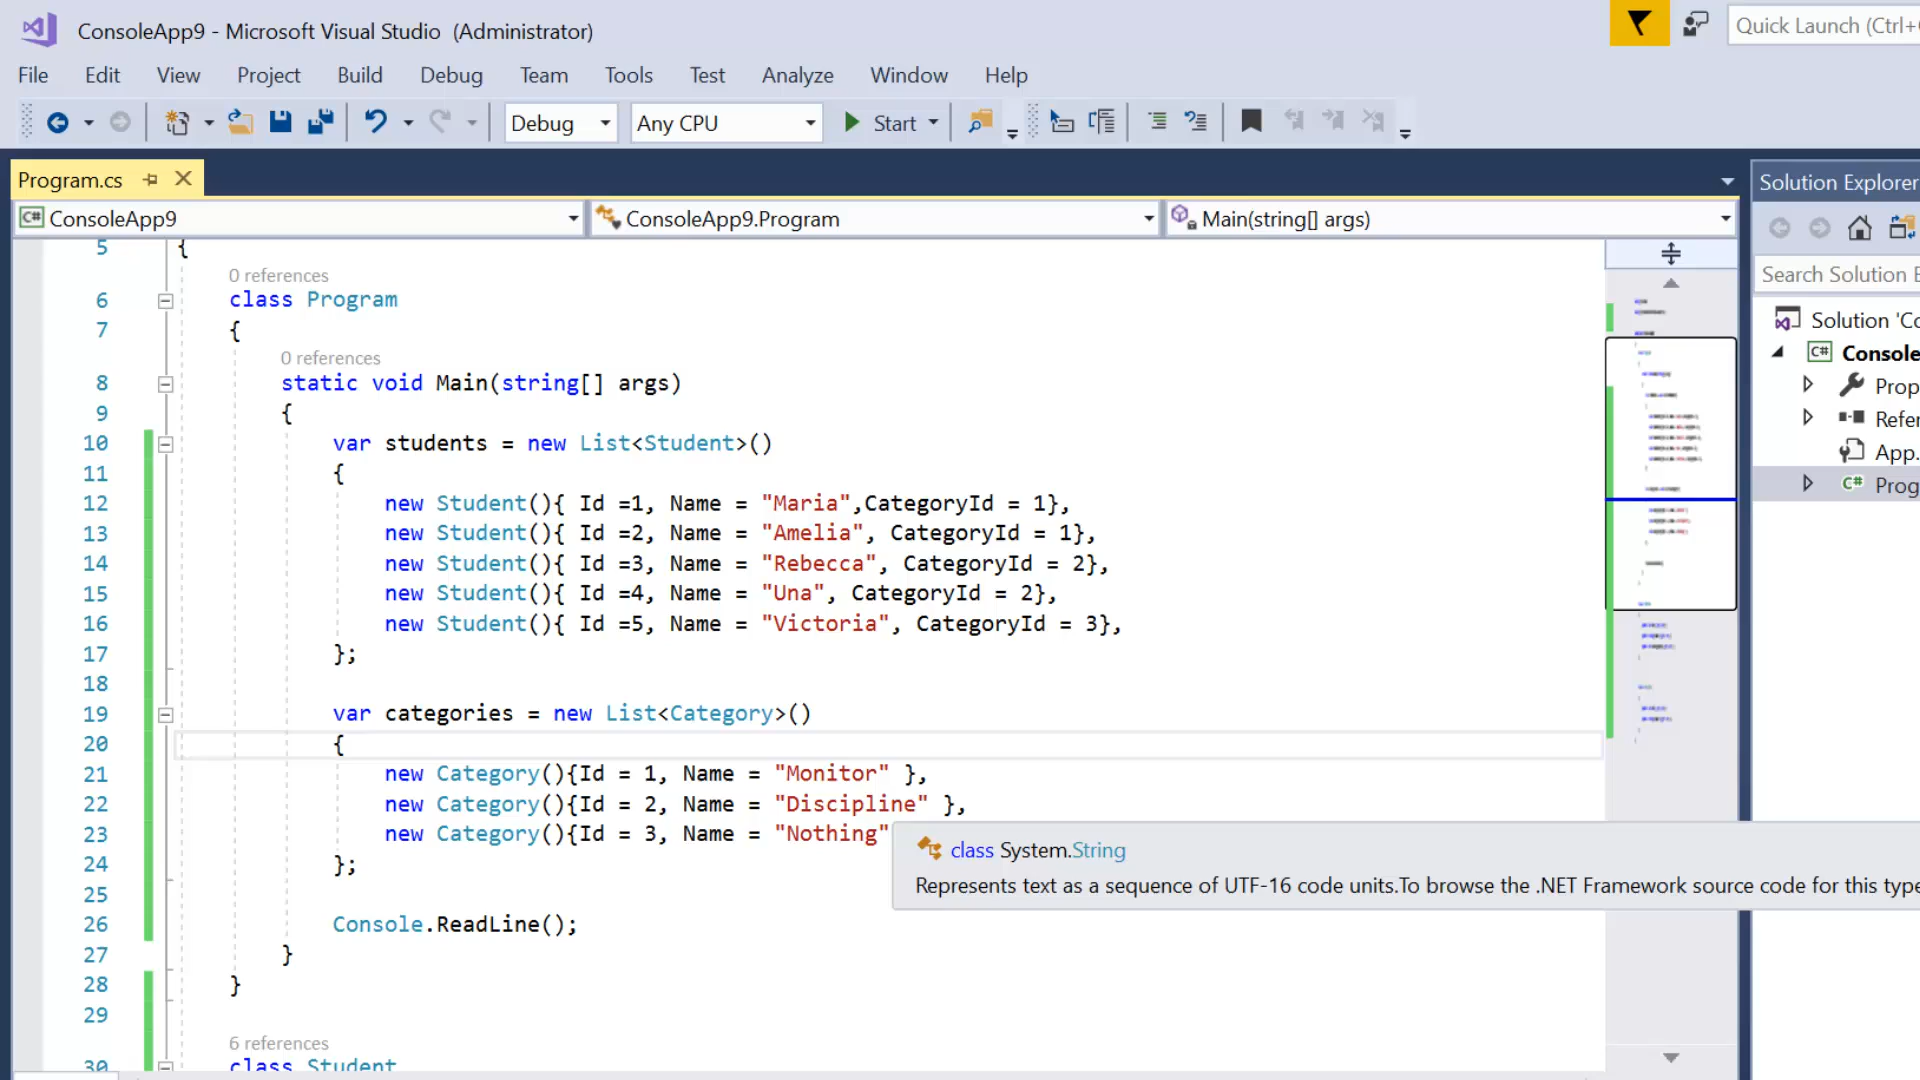 ConsoleApp9 - Microsoft Visual Studio (Administrator)
Quick Launch (Ctrl+
File Edit View Project Build Debug Team Tools Test Analyze Window Help
Debug Any CPU Start
Program.cs
Solution Explorer
ConsoleApp9 ConsoleApp9.Program Main(string[] args)
Search Solution E
Solution 'Co
Console
Prop
Refer
App.
Prog
5 {
0 references
6 class Program
7 {
0 references
8 static void Main(string[] args)
9 {
10 var students = new List<Student>()
11 {
12 new Student(){ Id =1, Name = "Maria",CategoryId = 1},
13 new Student(){ Id =2, Name = "Amelia", CategoryId = 1},
14 new Student(){ Id =3, Name = "Rebecca", CategoryId = 2},
15 new Student(){ Id =4, Name = "Una", CategoryId = 2},
16 new Student(){ Id =5, Name = "Victoria", CategoryId = 3},
17 };
18
19 var categories = new List<Category>()
20 {
21 new Category(){Id = 1, Name = "Monitor" },
22 new Category(){Id = 2, Name = "Discipline" },
23 new Category(){Id = 3, Name = "Nothing"
class System.String
Represents text as a sequence of UTF-16 code units.To browse the .NET Framework source code for this type
24 };
25
26 Console.ReadLine();
27 }
28 }
29
6 references
30 class Student